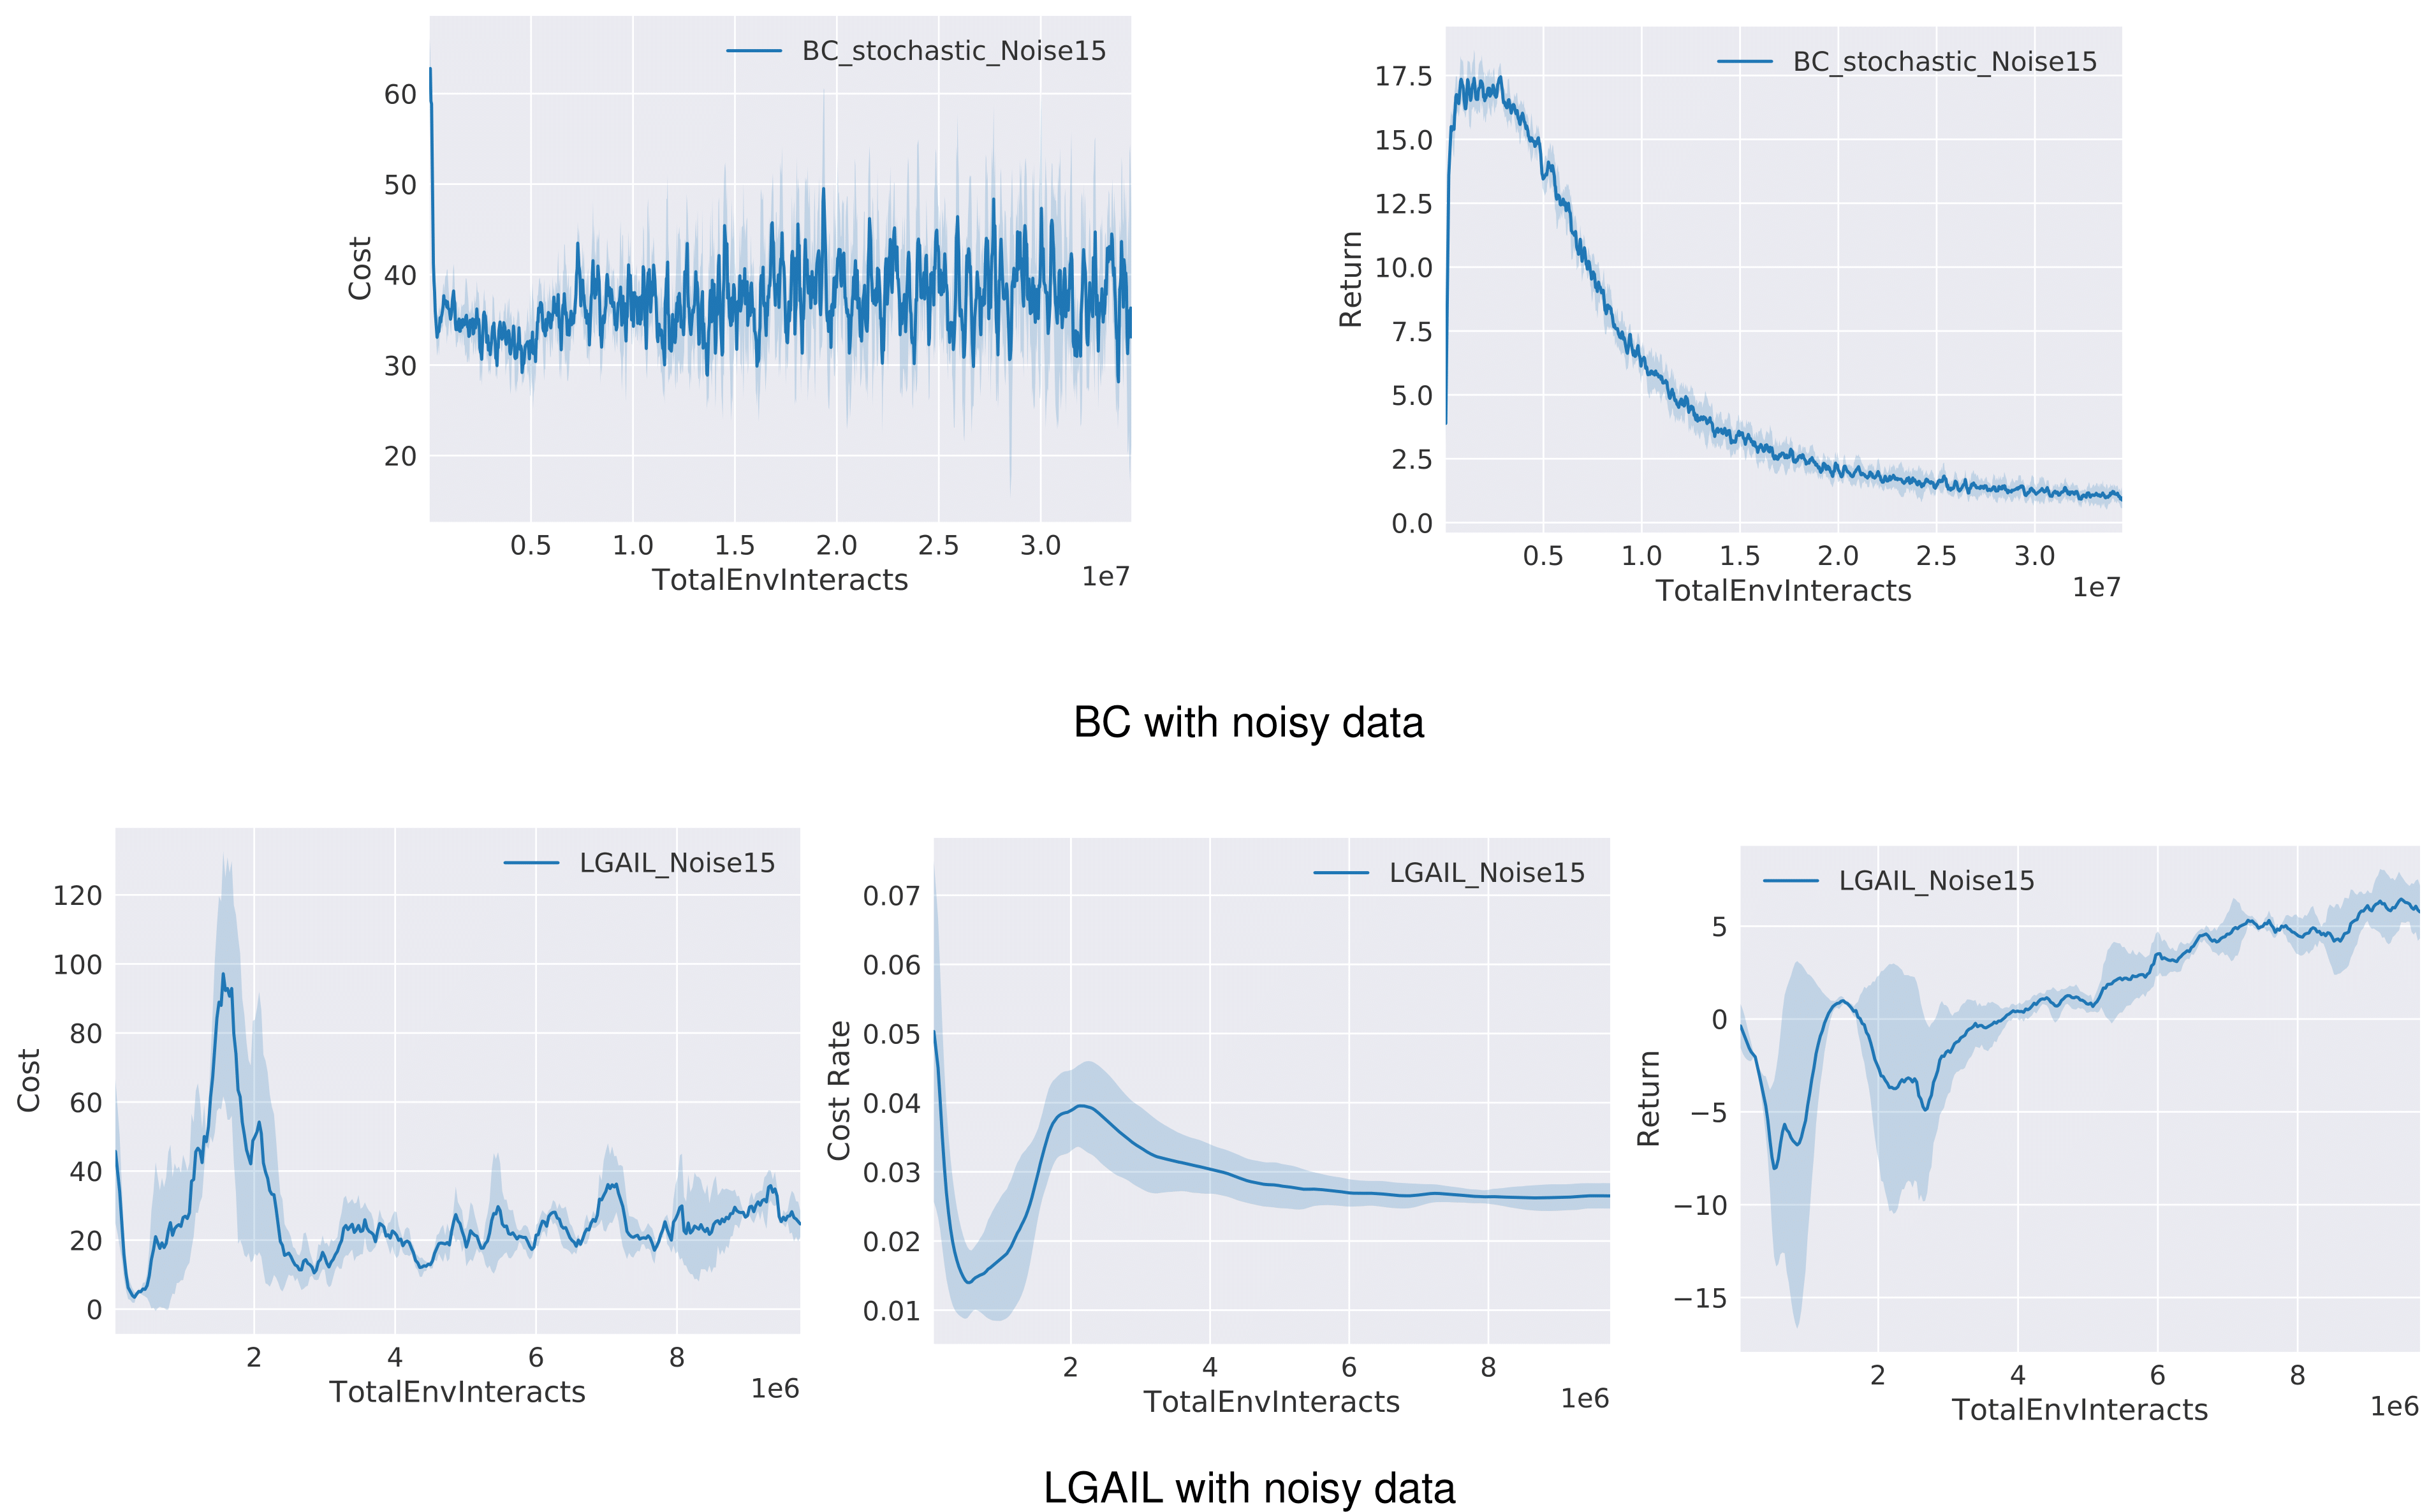 BC_stochastic_Noise15
60
50
40
30
20
Cost
0.5 1.0 1.5 2.0 2.5 3.0
TotalEnvInteracts
1e7
BC_stochastic_Noise15
17.5
15.0
12.5
10.0
7.5
5.0
2.5
0.0
Return
0.5 1.0 1.5 2.0 2.5 3.0
TotalEnvInteracts
1e7
BC with noisy data
LGAIL_Noise15
120
100
80
60
40
20
0
Cost
2 4 6 8
TotalEnvInteracts
1e6
LGAIL_Noise15
0.07
0.06
0.05
0.04
0.03
0.02
0.01
Cost Rate
2 4 6 8
TotalEnvInteracts
1e6
LGAIL_Noise15
5
0
−5
−10
−15
Return
2 4 6 8
TotalEnvInteracts
1e6
LGAIL with noisy data